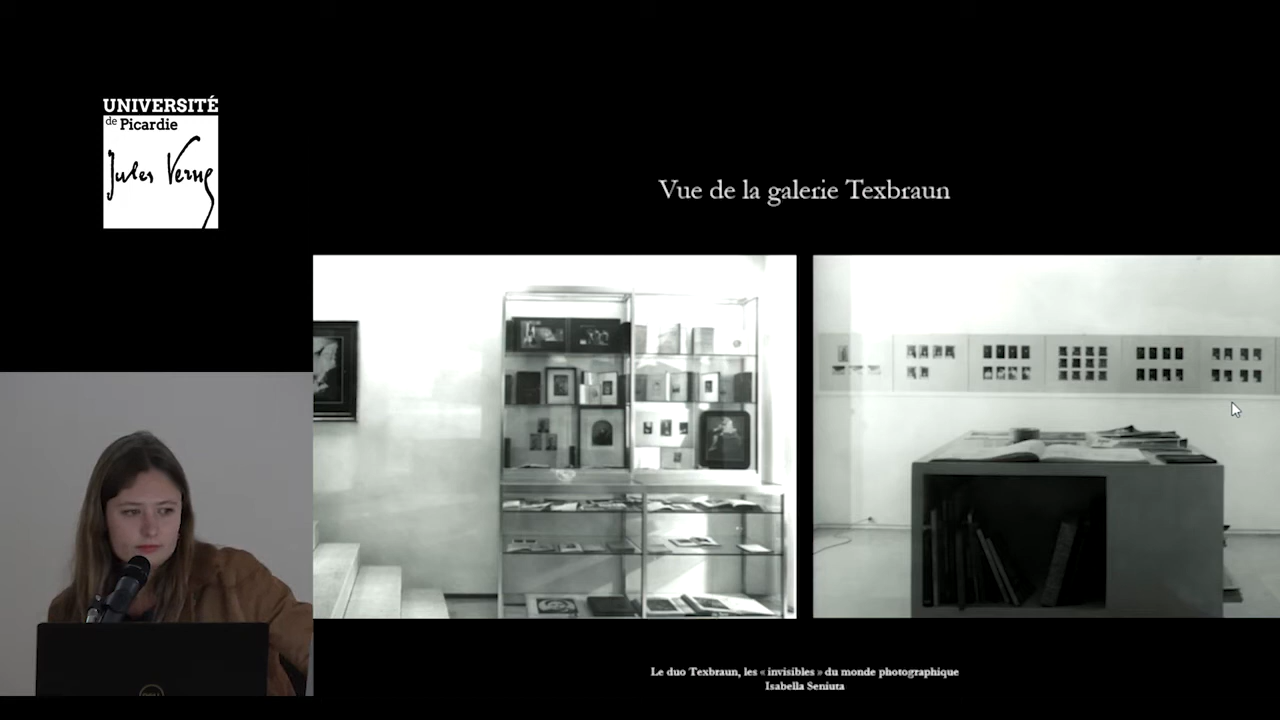 UNIVERSITÉ
de Picardie
Jules Verne
Vue de la galerie Texbraun
Le duo Texbraun, les « invisibles » du monde photographique
Isabella Seniuta